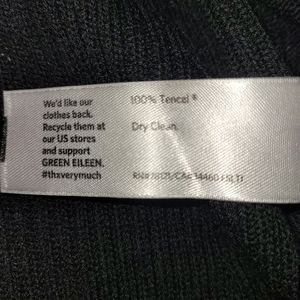 We'd like our
clothes back.
Recycle them at
our US stores
and support
GREEN EILEEN.
#thxverymuch
100% Tencel ®
Dry Clean.